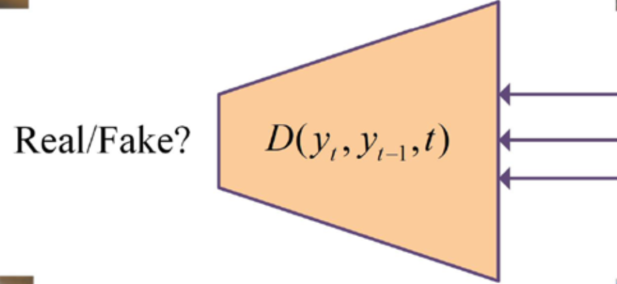 Real/Fake? D(y_t, y_{t-1}, t)